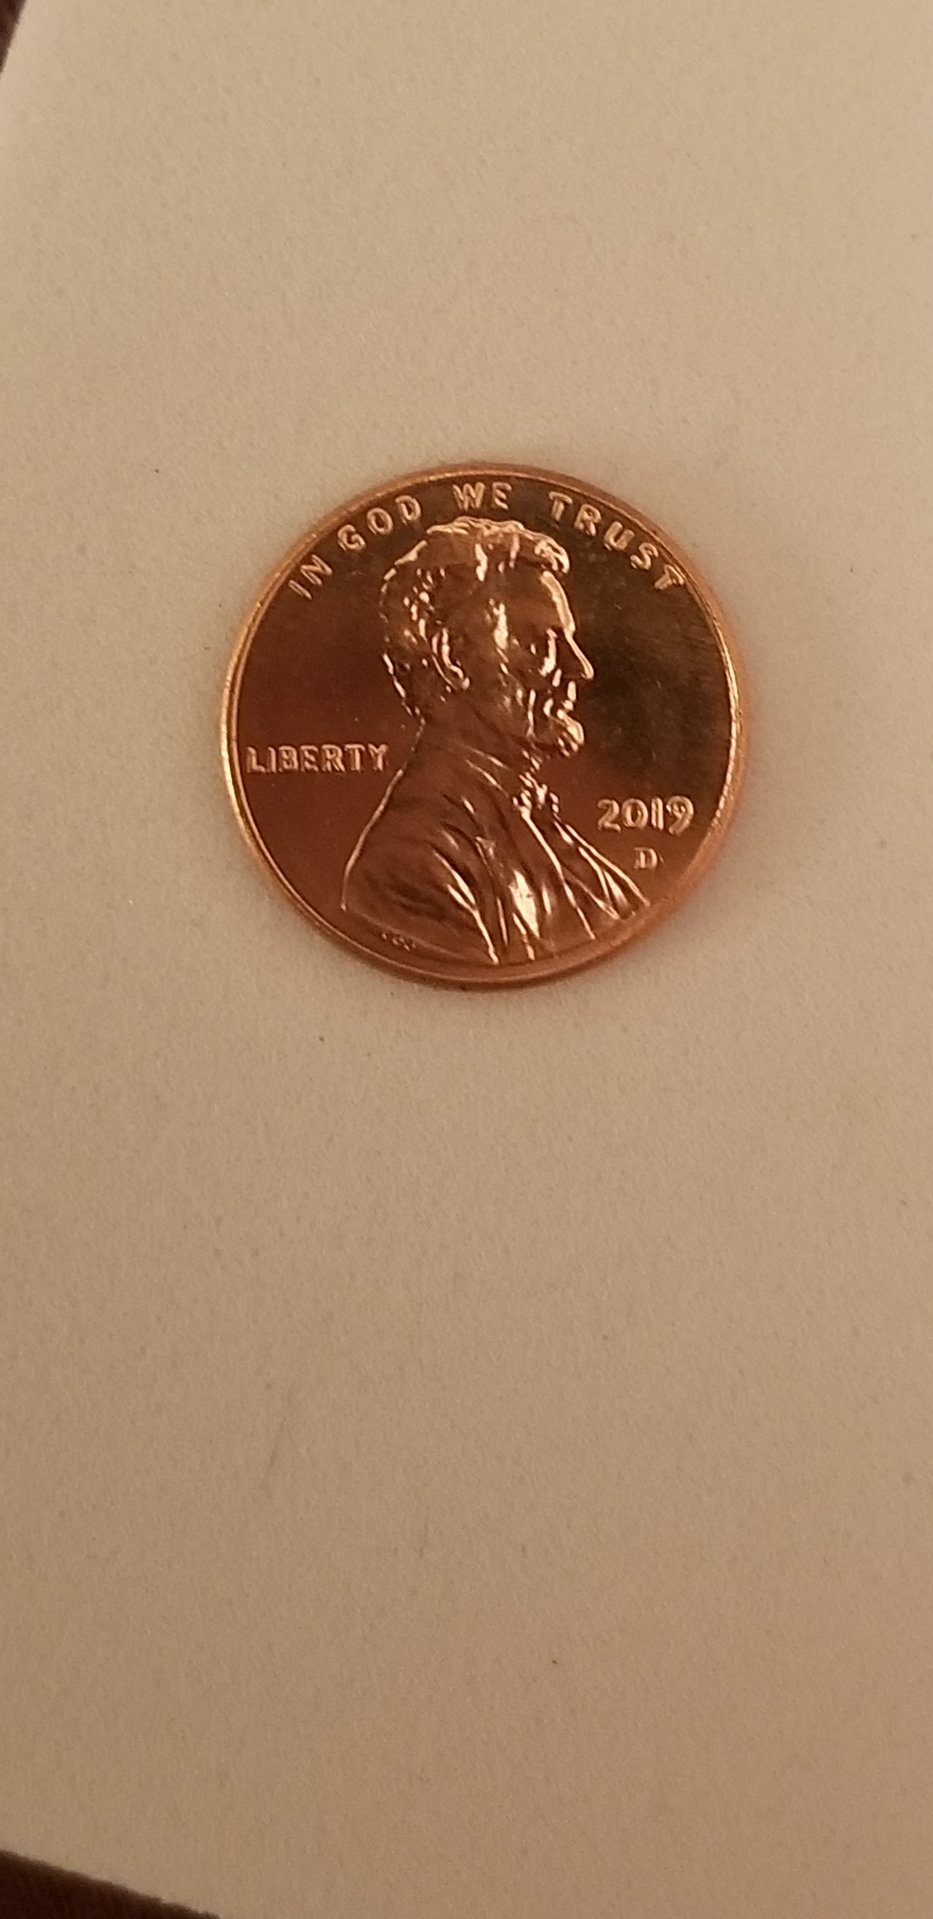 IN GOD WE TRUST
LIBERTY
2019
D